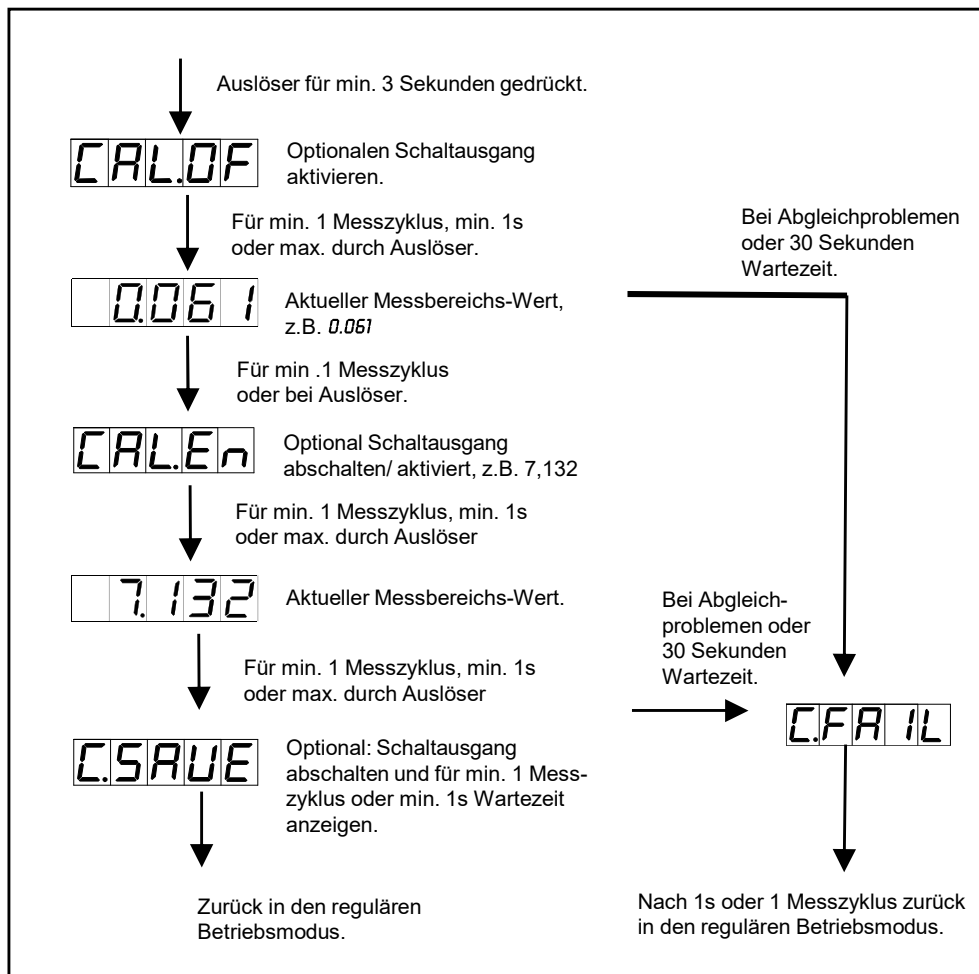 Auslöser für min. 3 Sekunden gedrückt.
CAL.OF
Optionalen Schaltausgang
aktivieren.
Für min. 1 Messzyklus, min. 1s
oder max. durch Auslöser.
Bei Abgleichproblemen
oder 30 Sekunden
Wartezeit.
0.061
Aktueller Messbereichs-Wert,
z.B. 0.061
Für min .1 Messzyklus
oder bei Auslöser.
CAL.En
Optional Schaltausgang
abschalten/ aktiviert, z.B. 7,132
Für min. 1 Messzyklus, min. 1s
oder max. durch Auslöser
7.132
Aktueller Messbereichs-Wert.
Bei Abgleich-
problemen oder
30 Sekunden
Wartezeit.
Für min. 1 Messzyklus, min. 1s
oder max. durch Auslöser
C.FAIL
C.SAVE
Optional: Schaltausgang
abschalten und für min. 1 Mess-
zyklus oder min. 1s Wartezeit
anzeigen.
Zurück in den regulären
Betriebsmodus.
Nach 1s oder 1 Messzyklus zurück
in den regulären Betriebsmodus.